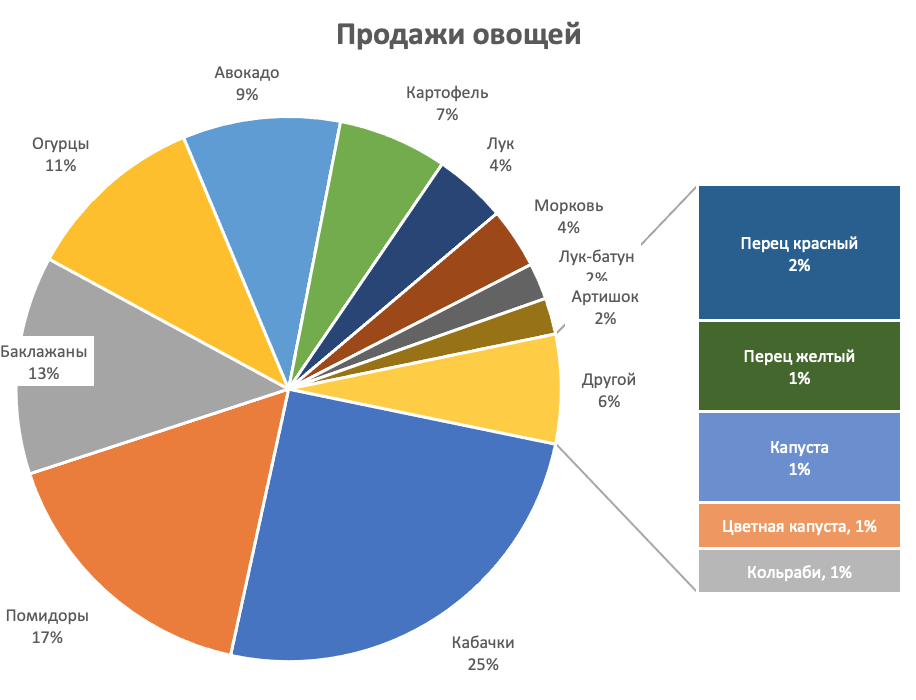 Продажи овощей
Авокадо
9%
Картофель
7%
Огурцы
11%
Лук
4%
Морковь
4%
Лук-батун
2%
Артишок
2%
Баклажаны
13%
Другой
6%
Помидоры
17%
Кабачки
25%
Перец красный
2%
Перец желтый
1%
Капуста
1%
Цветная капуста, 1%
Кольраби, 1%